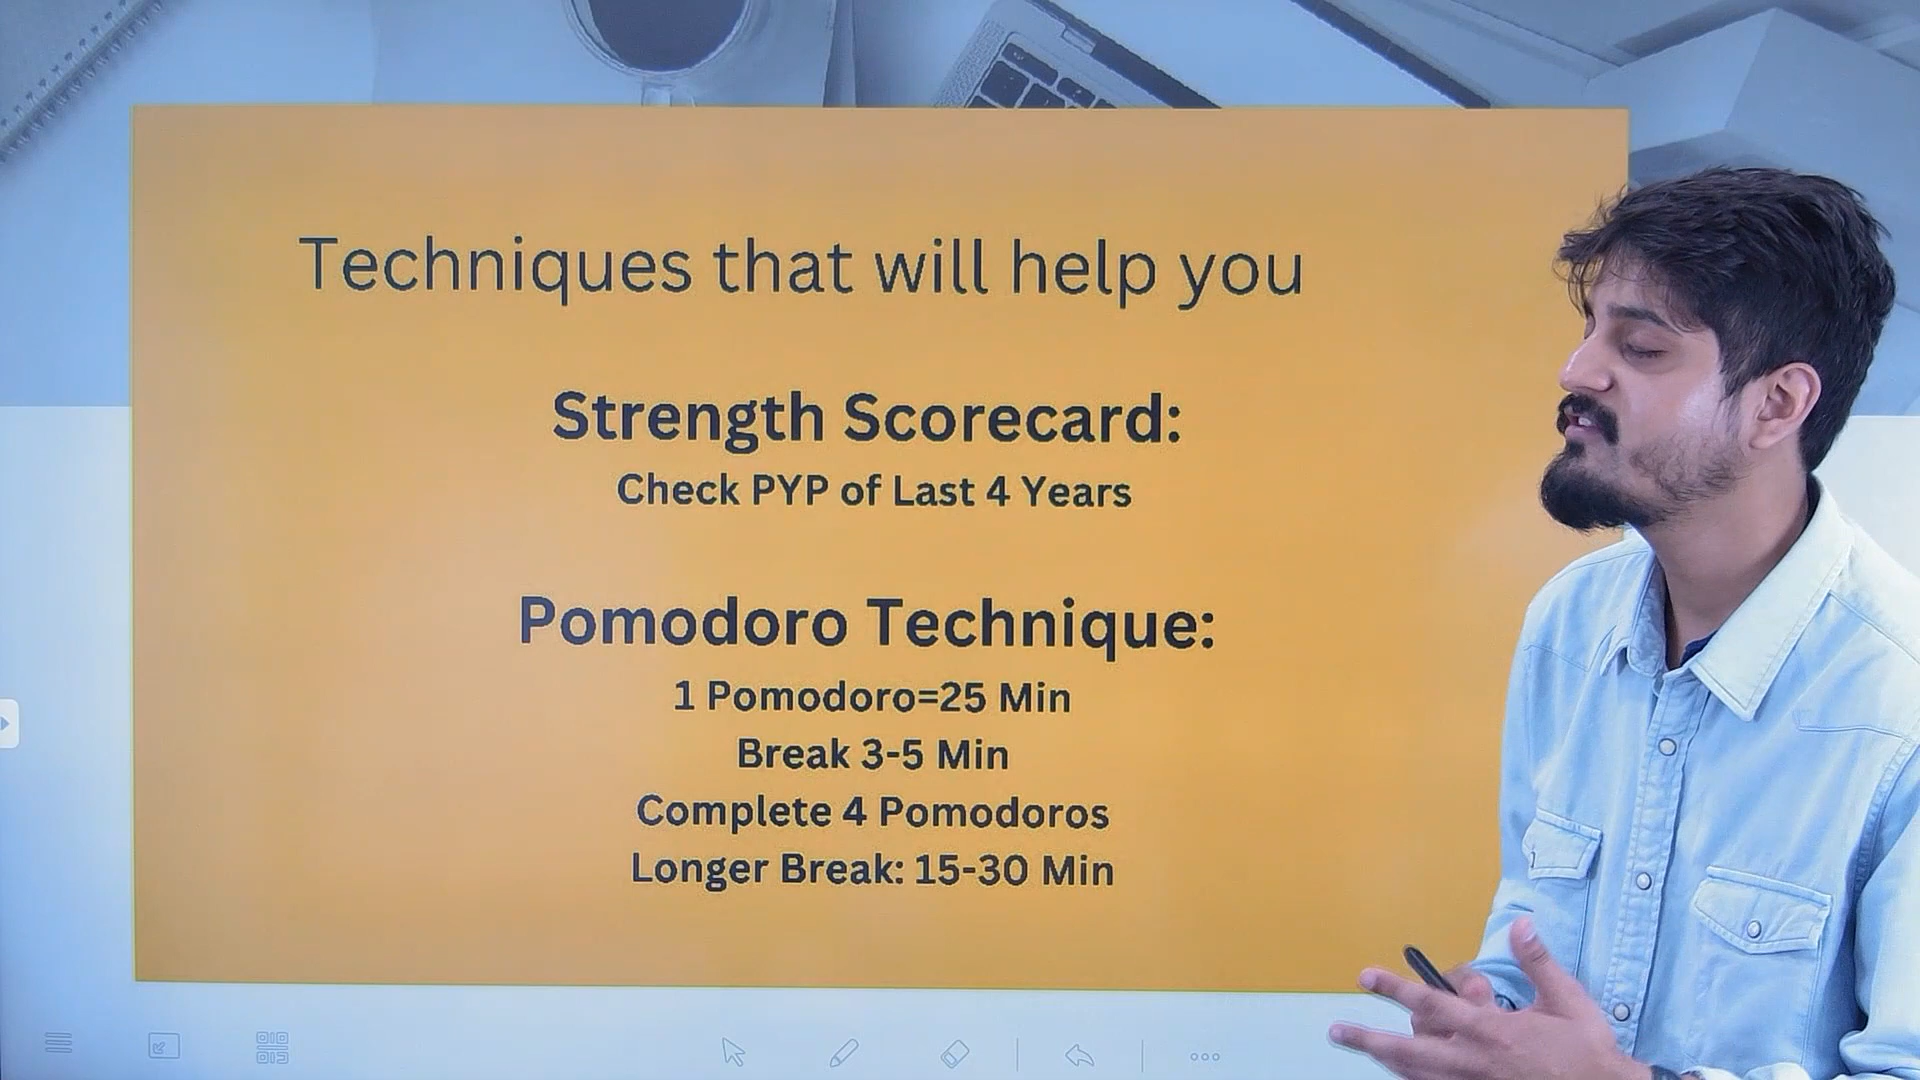 Techniques that will help you
Strength Scorecard:
Check PYP of Last 4 Years
Pomodoro Technique:
1 Pomodoro=25 Min
Break 3-5 Min
Complete 4 Pomodoros
Longer Break: 15-30 Min